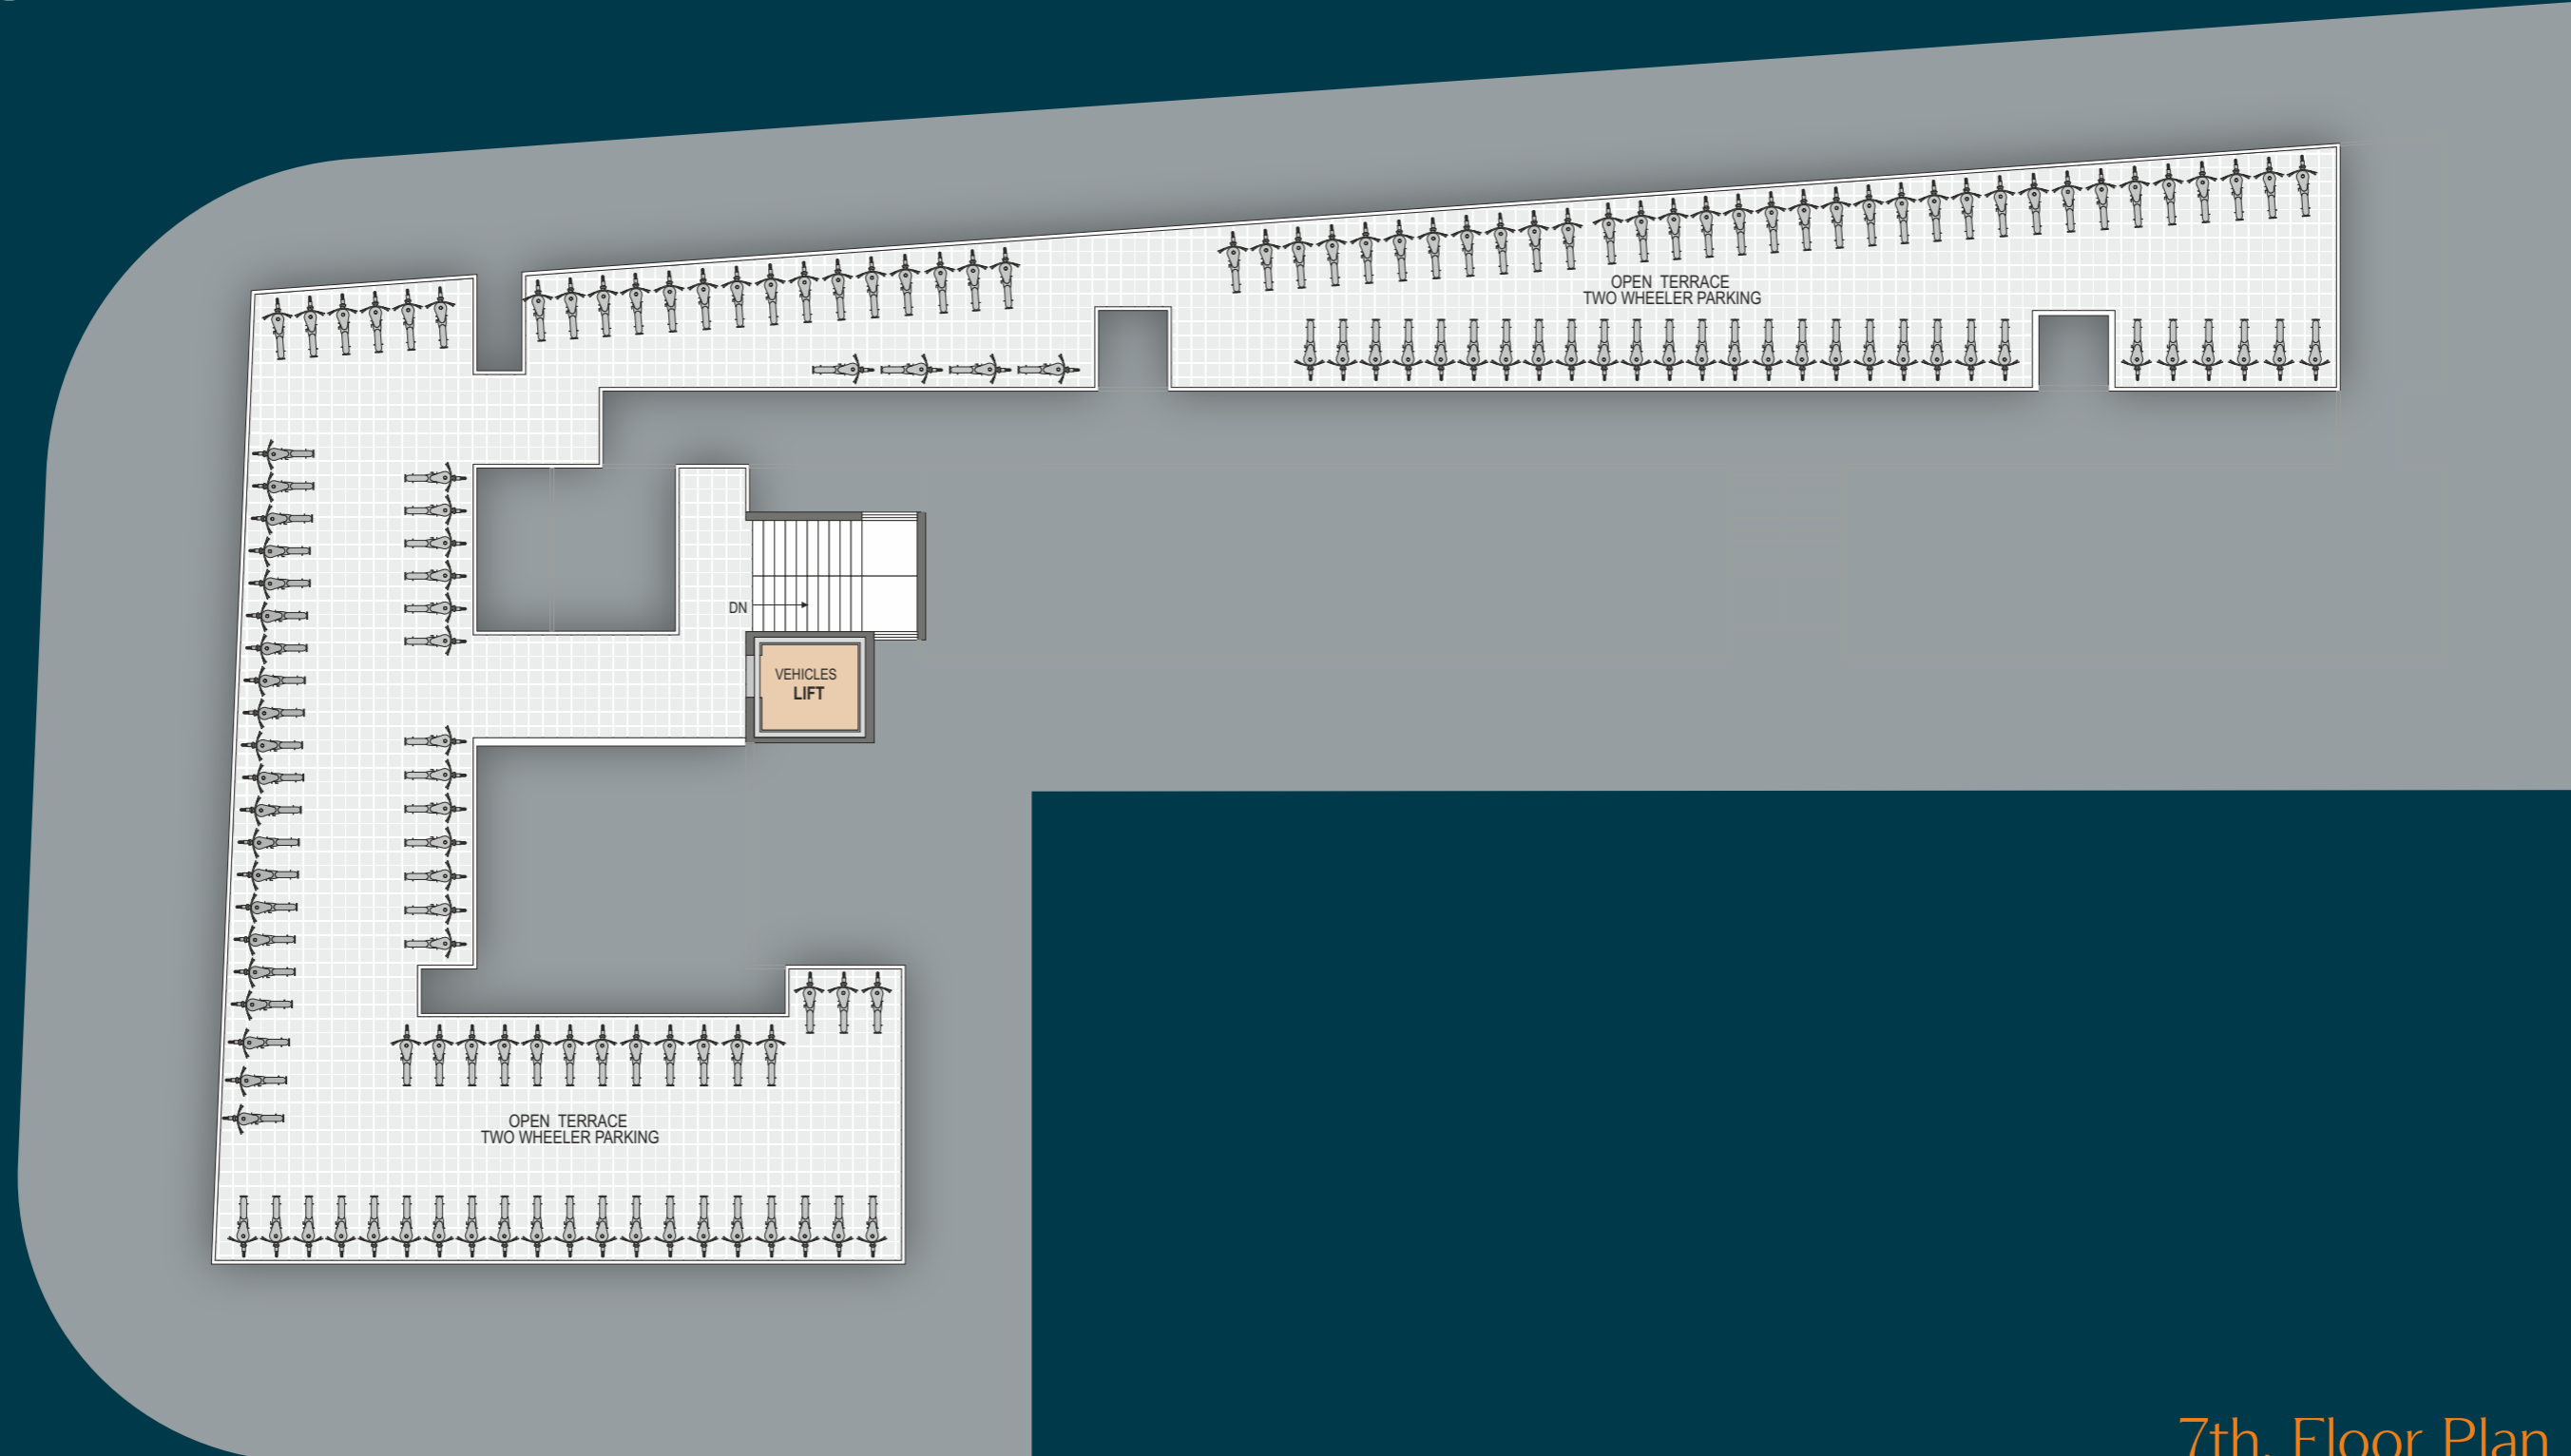 OPEN TERRACE
TWO WHEELER PARKING
DN
VEHICLES
LIFT
OPEN TERRACE
TWO WHEELER PARKING
7th. Floor Plan